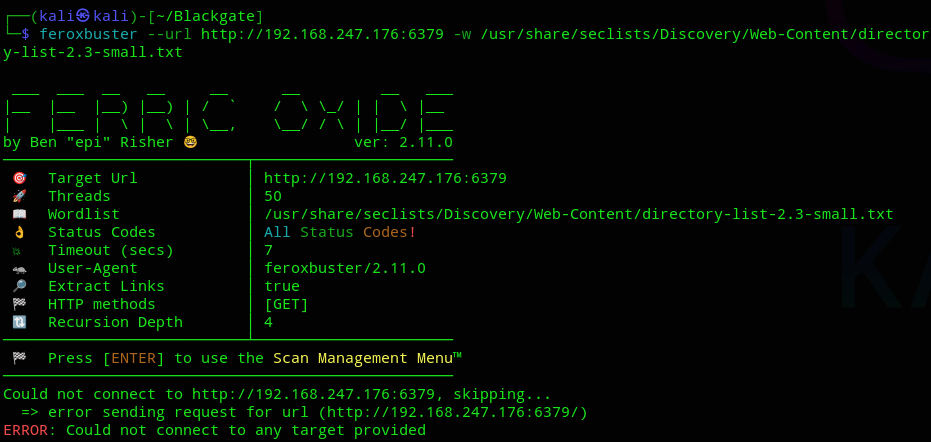 ┌──(kali㉿kali)-[~/Blackgate]
└─$ feroxbuster --url http://192.168.247.176:6379 -w /usr/share/seclists/Discovery/Web-Content/director
y-list-2.3-small.txt
FERRIC OXIDE
by Ben "epi" Risher 🤓 ver: 2.11.0
🎯 Target Url │ http://192.168.247.176:6379
🚀 Threads │ 50
📖 Wordlist │ /usr/share/seclists/Discovery/Web-Content/directory-list-2.3-small.txt
👌 Status Codes │ All Status Codes!
💥 Timeout (secs) │ 7
🦡 User-Agent │ feroxbuster/2.11.0
🔎 Extract Links │ true
🏁 HTTP methods │ [GET]
🔃 Recursion Depth │ 4
🏁 Press [ENTER] to use the Scan Management Menu™
Could not connect to http://192.168.247.176:6379, skipping...
=> error sending request for url (http://192.168.247.176:6379/)
ERROR: Could not connect to any target provided